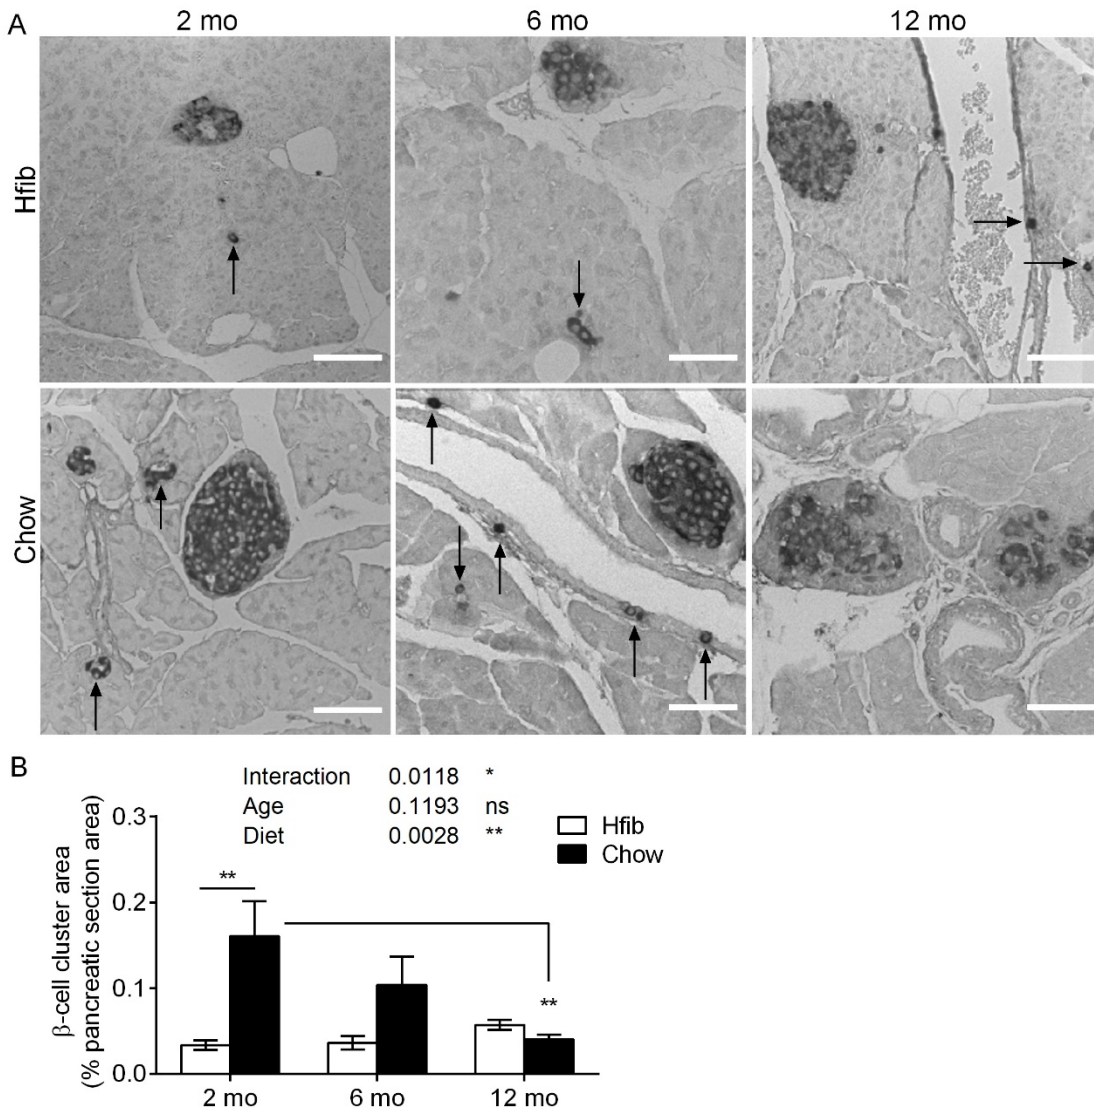 A
2 mo 6 mo 12 mo
Hfib
Chow
B
Interaction 0.0118 *
Age 0.1193 ns
Diet 0.0028 **
Hfib
Chow
β-cell cluster area
(% pancreatic section area)
0.3
0.2
0.1
0.0
**
**
2 mo 6 mo 12 mo